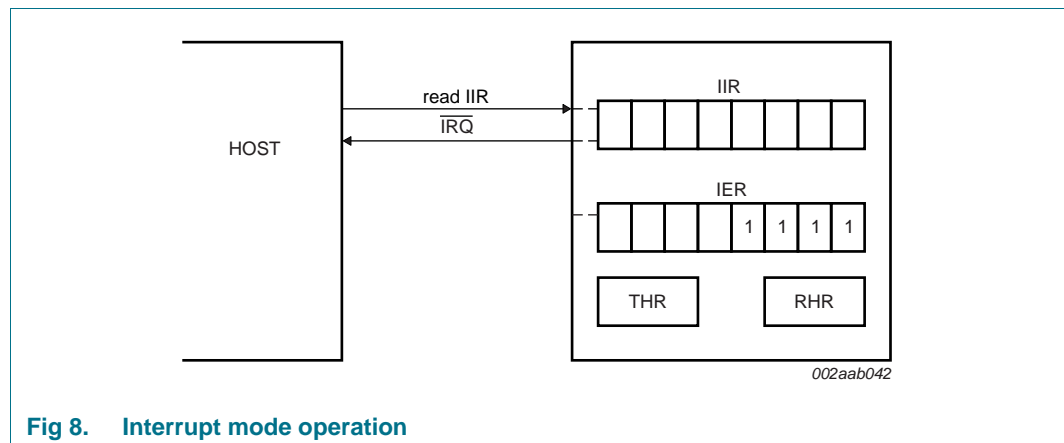 IIR
read IIR
IRQ
HOST
IER
1 1 1 1
THR RHR
002aab042
Fig 8. Interrupt mode operation